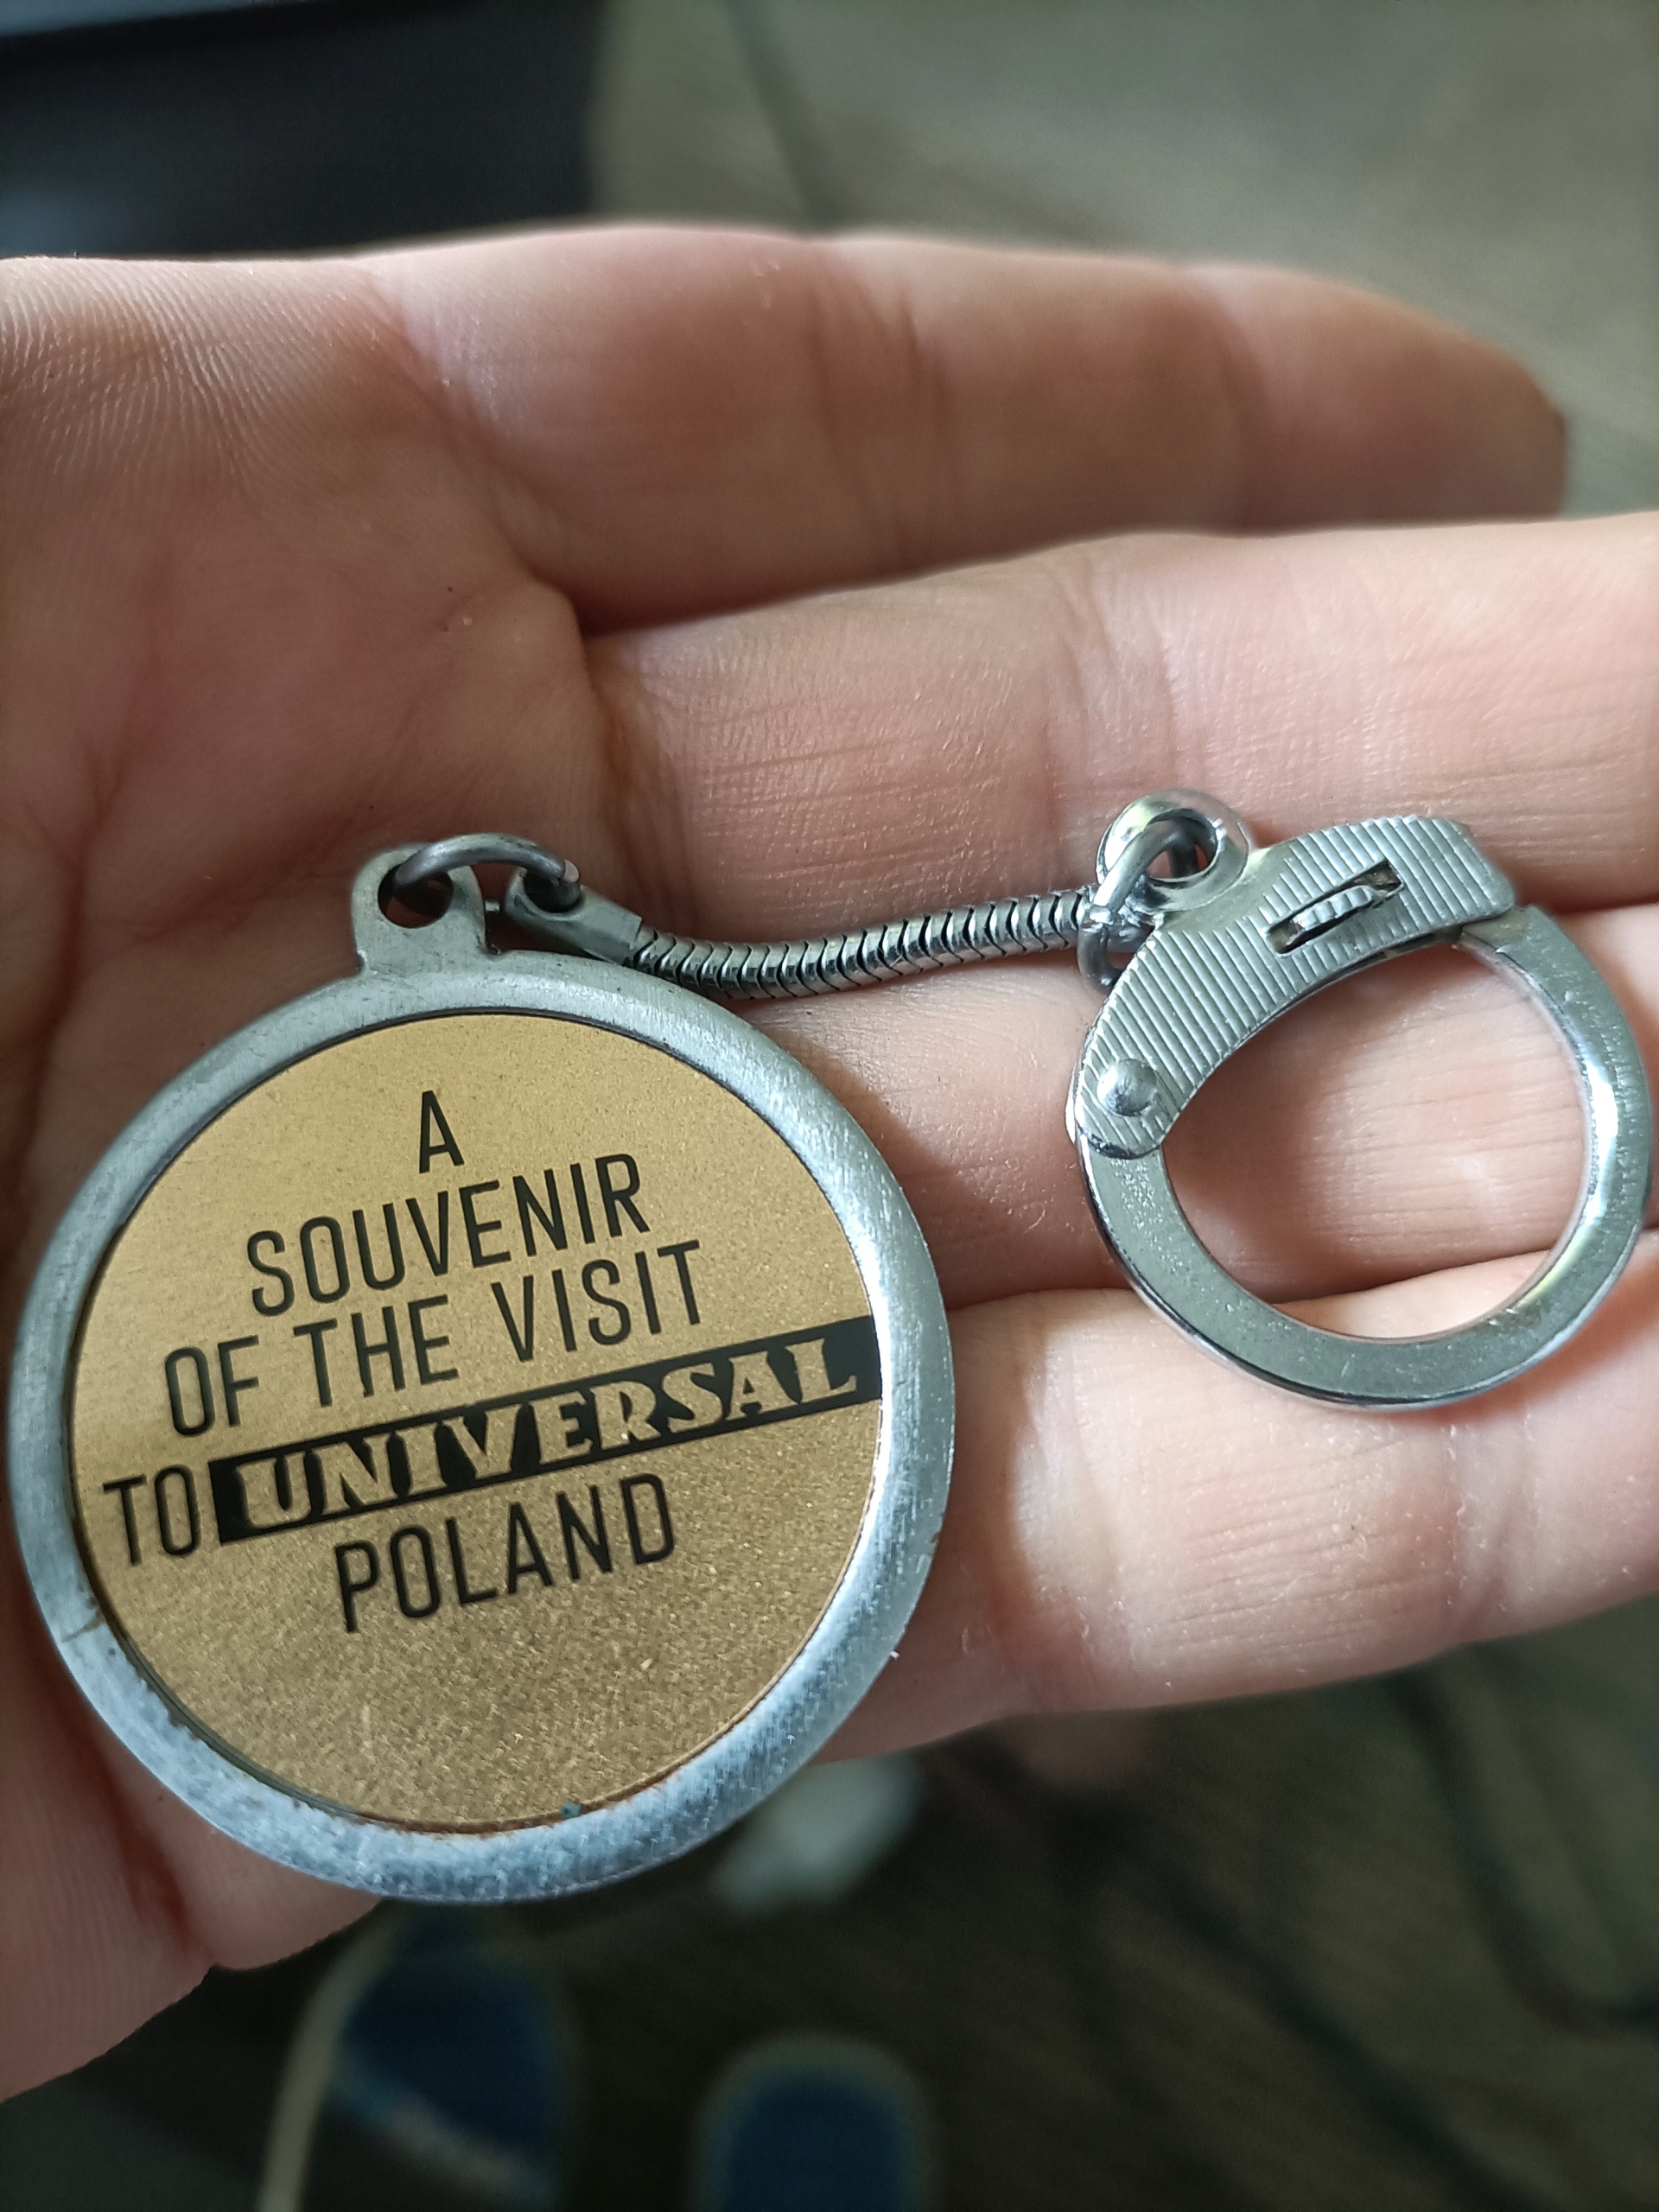 A
SOUVENIR
OF THE VISIT
TO UNIVERSAL
POLAND